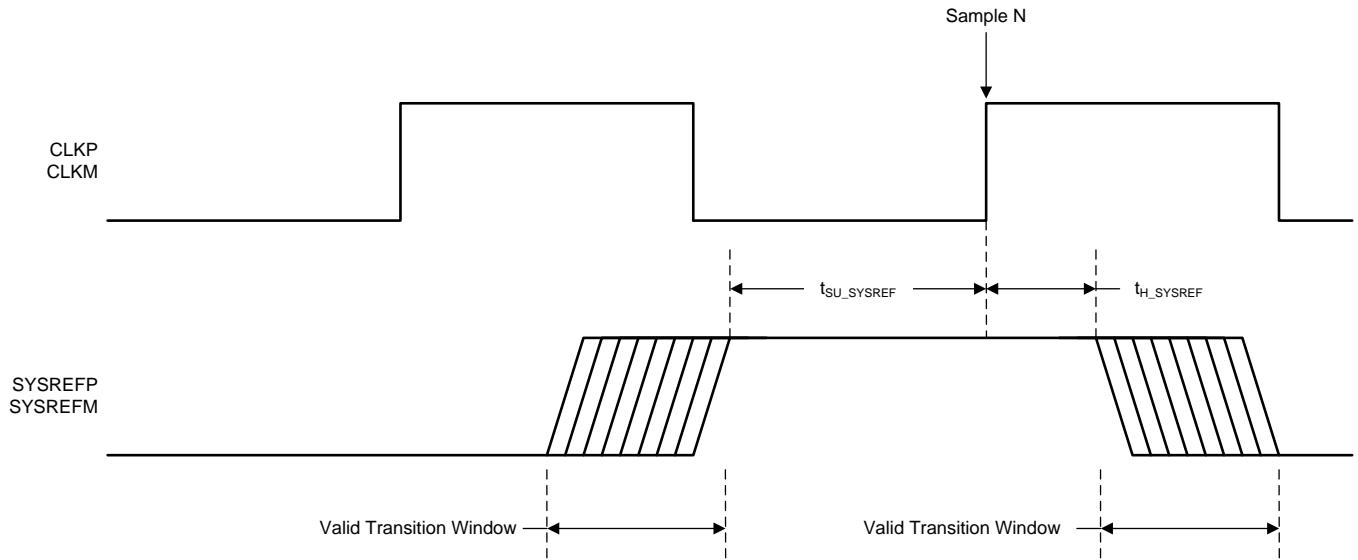 Sample N
CLKP
CLKM
tSU_SYSREF
tH_SYSREF
SYSREFP
SYSREFM
Valid Transition Window
Valid Transition Window